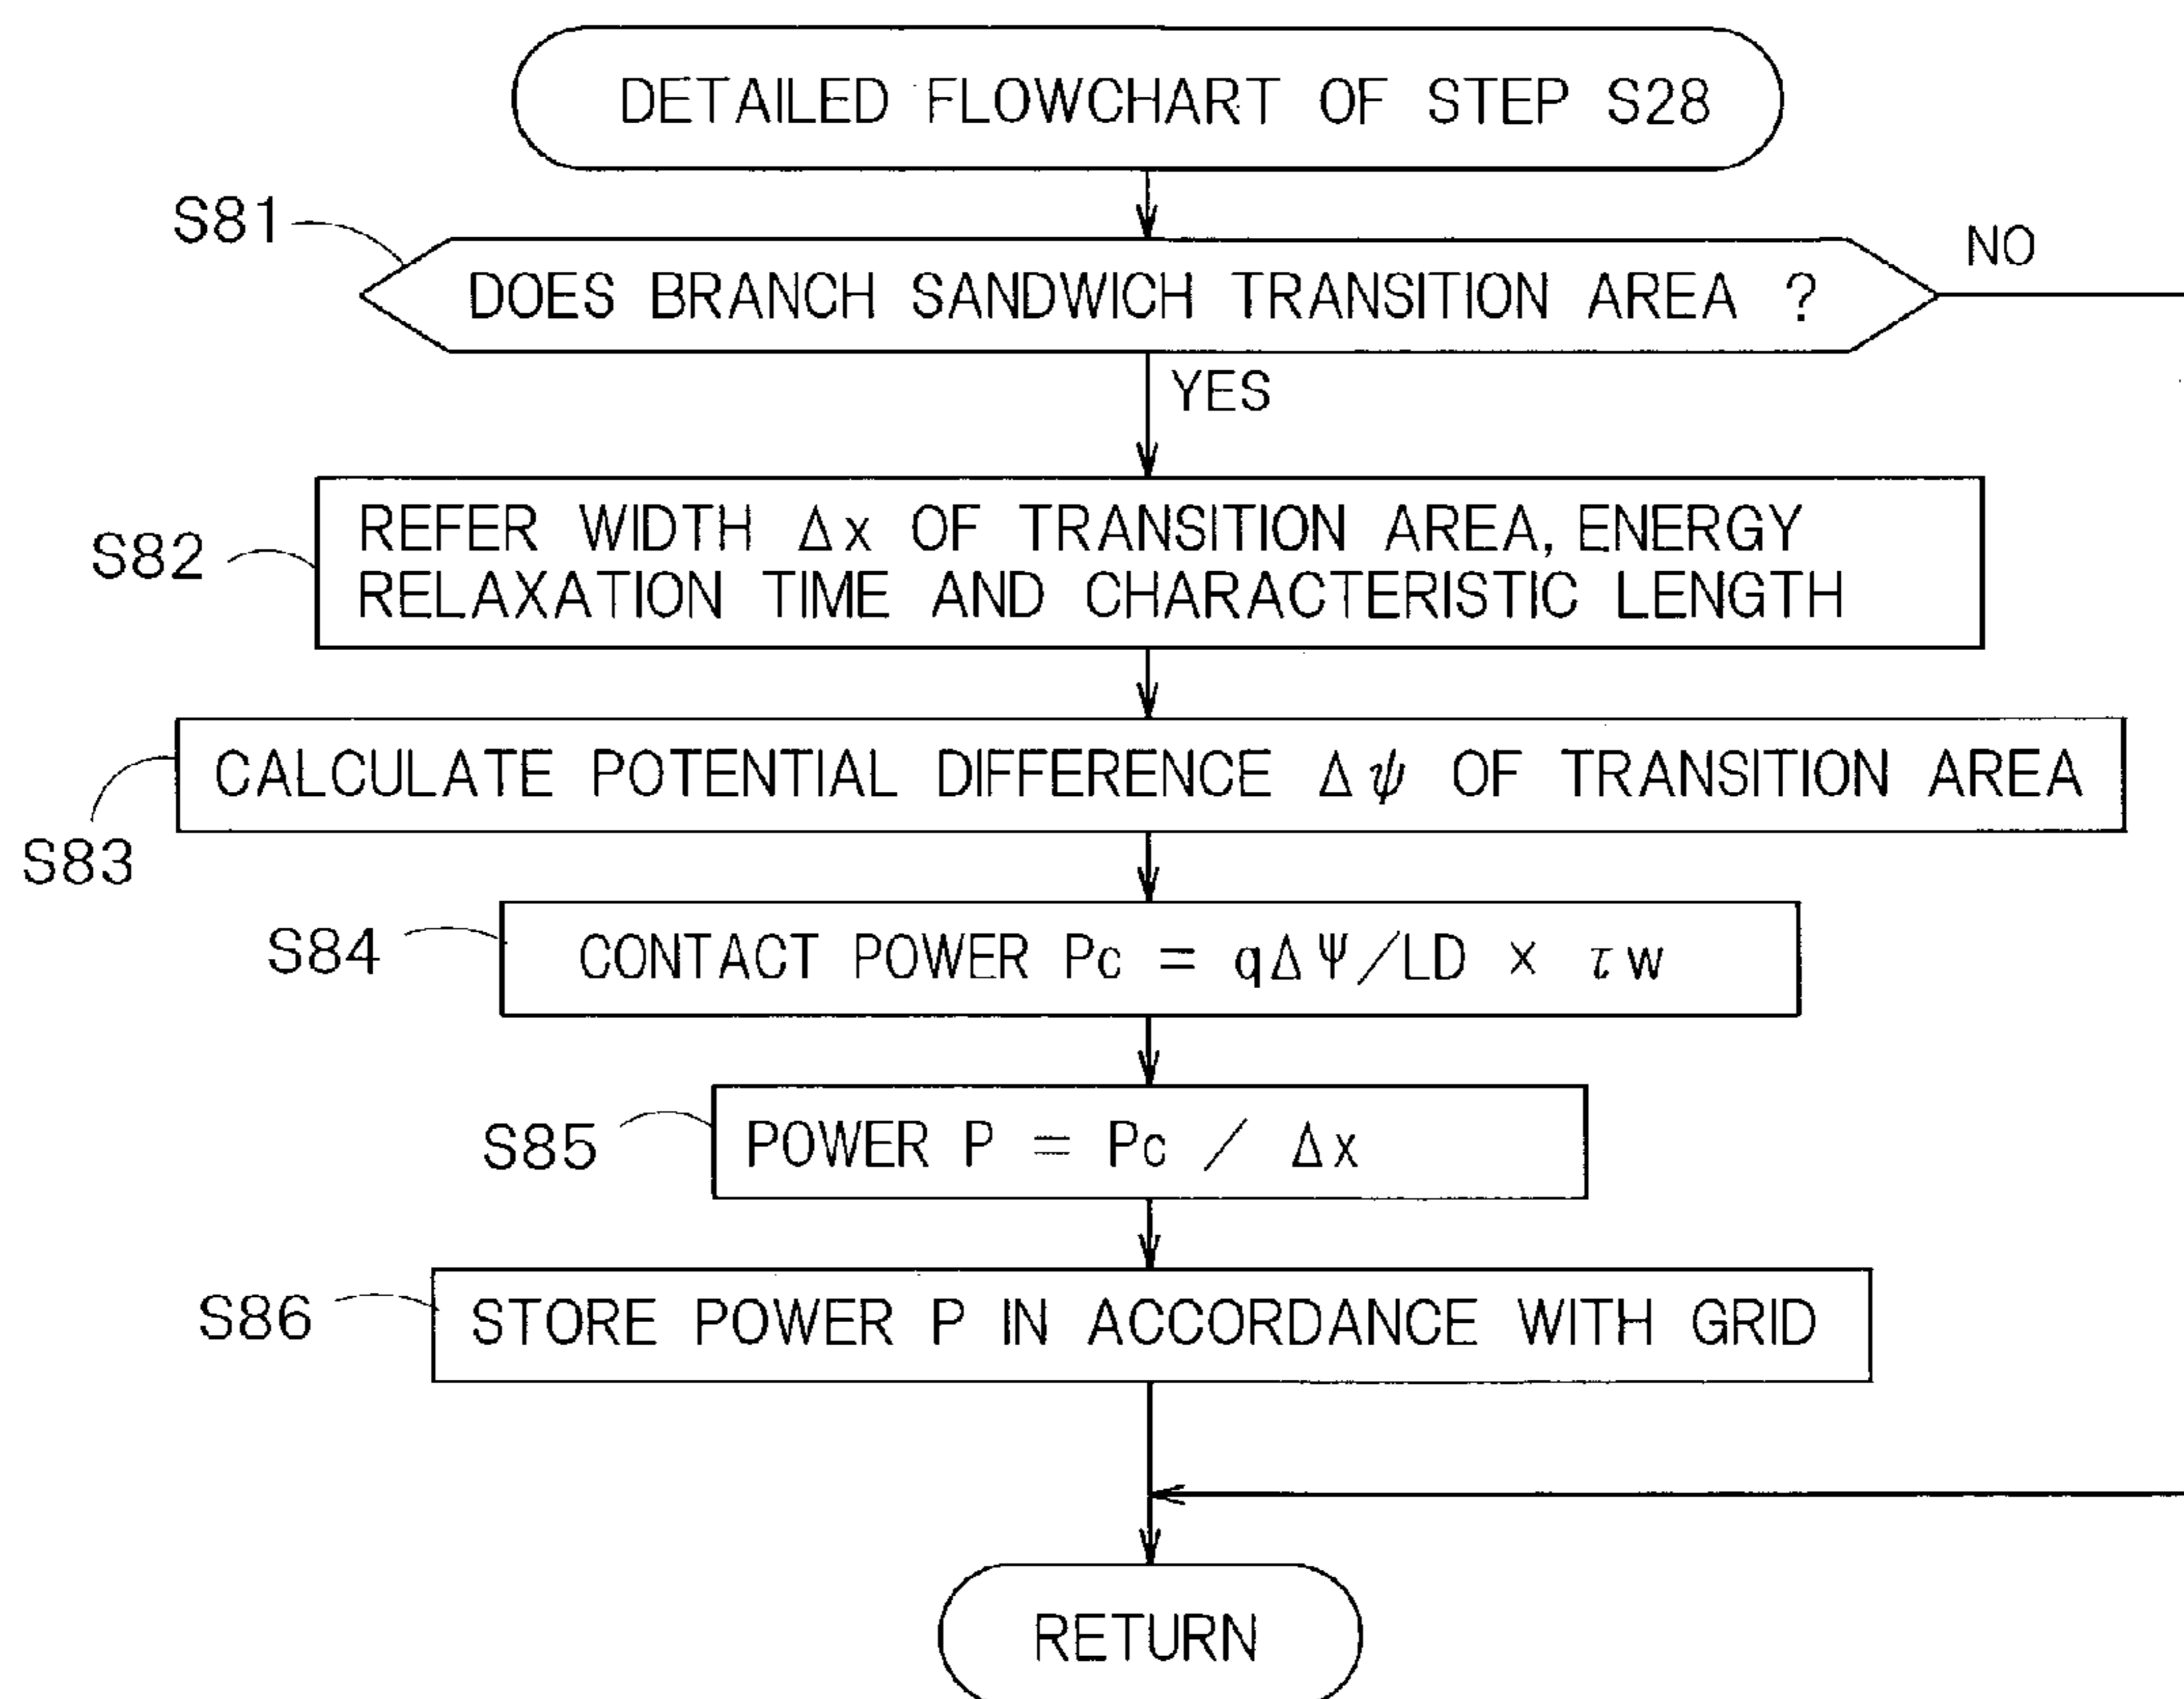 DETAILED FLOWCHART OF STEP S28
S81
DOES BRANCH SANDWICH TRANSITION AREA ?
NO
YES
S82
REFER WIDTH Δx OF TRANSITION AREA, ENERGY
RELAXATION TIME AND CHARACTERISTIC LENGTH
S83
CALCULATE POTENTIAL DIFFERENCE Δψ OF TRANSITION AREA
S84
CONTACT POWER Pc = qΔΨ/LD × τw
S85
POWER P = Pc / Δx
S86
STORE POWER P IN ACCORDANCE WITH GRID
RETURN